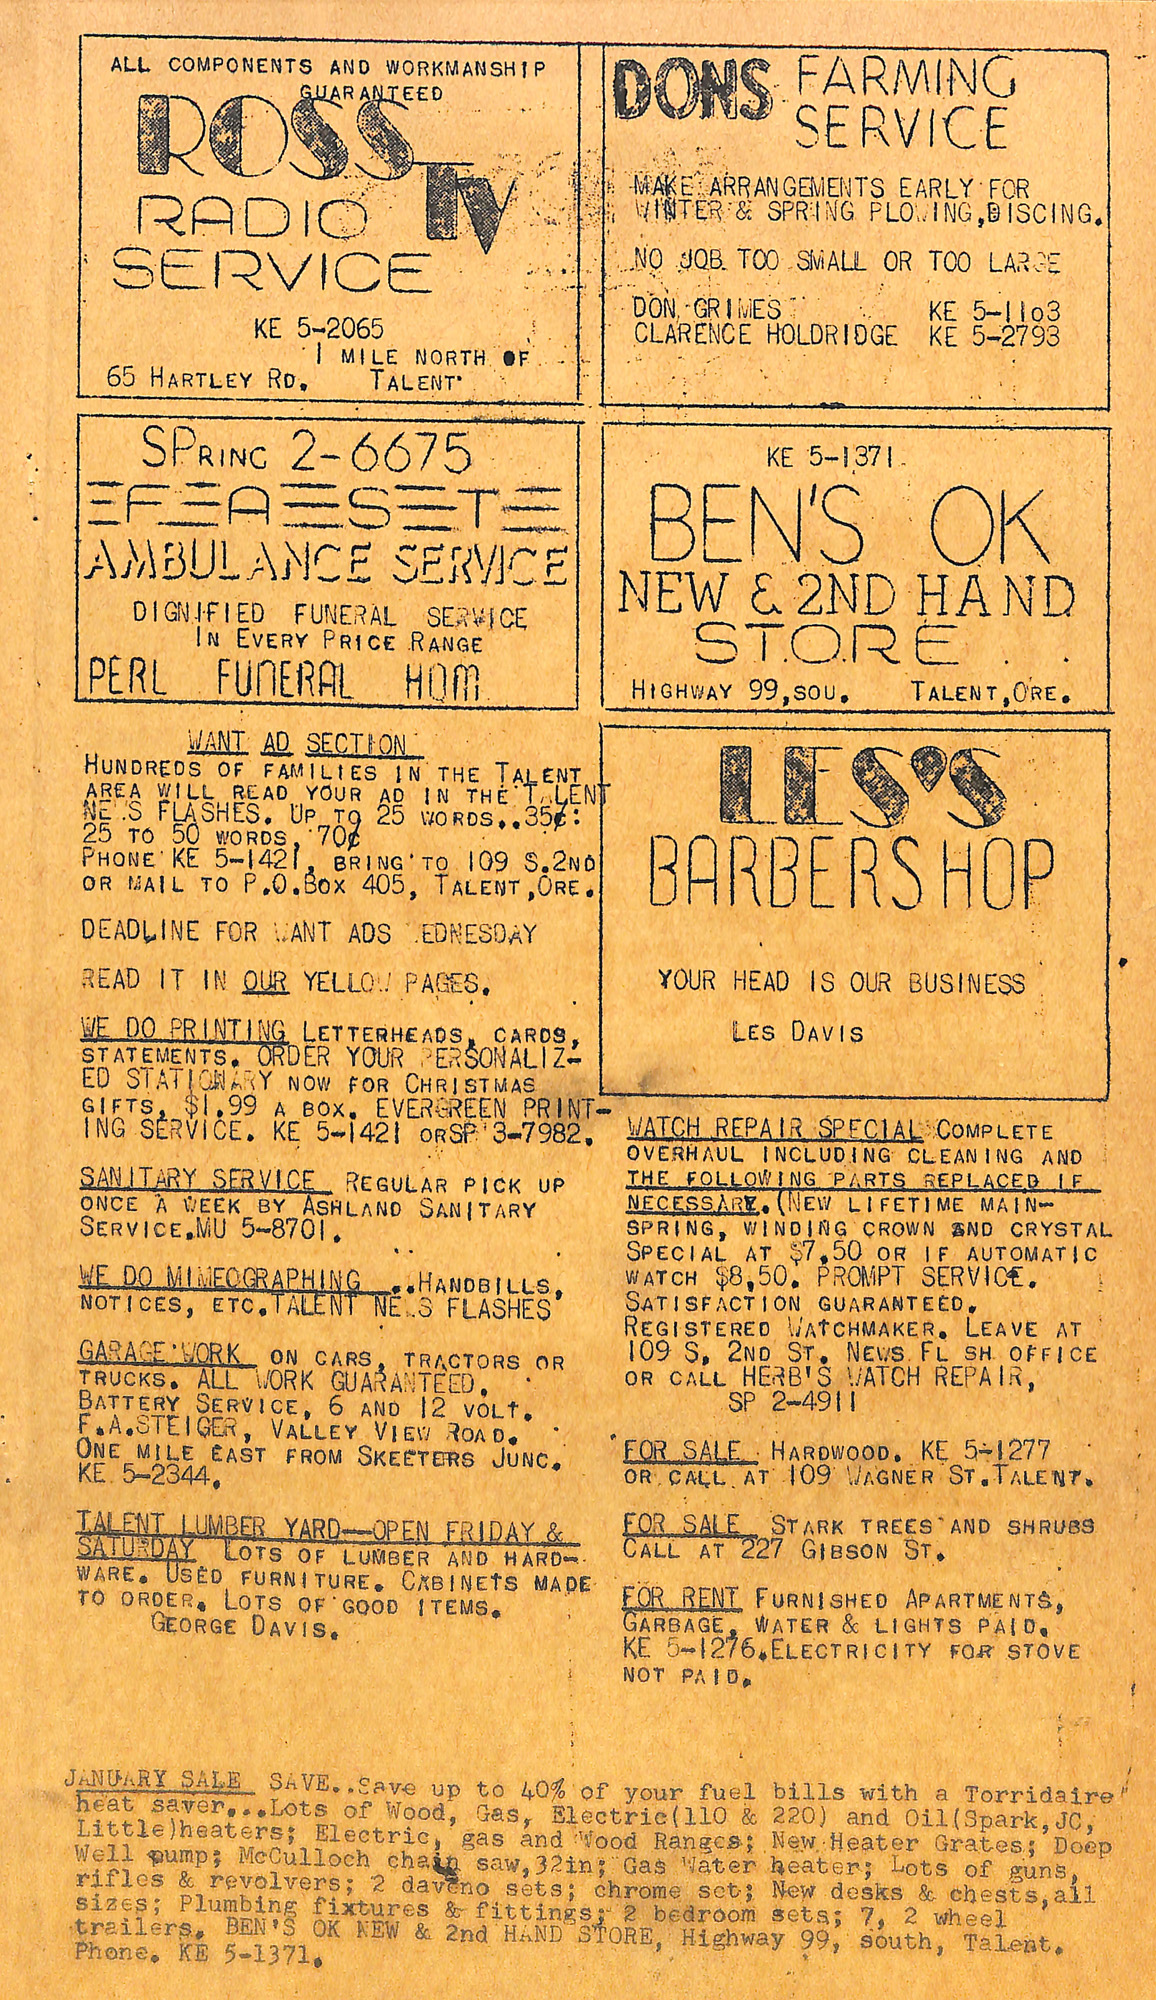 ALL COMPONENTS AND WORKMANSHIP
GUARANTEED
ROSS TV
RADIO
SERVICE
KE 5-2065
1 MILE NORTH OF
65 HARTLEY RD. TALENT
DONS FARMING
SERVICE
MAKE ARRANGEMENTS EARLY FOR
WINTER & SPRING PLOWING,DISCING.
NO JOB TOO SMALL OR TOO LARGE
DON GRIMES KE 5-1103
CLARENCE HOLDRIDGE KE 5-2793
SPRING 2-6675
FAST
AMBULANCE SERVICE
DIGNIFIED FUNERAL SERVICE
IN EVERY PRICE RANGE
PERL FUNERAL HOM
KE 5-1371
BEN'S OK
NEW & 2ND HAND
STORE
HIGHWAY 99,SOU. TALENT,ORE.
WANT AD SECTION
HUNDREDS OF FAMILIES IN THE TALENT
AREA WILL READ YOUR AD IN THE TALENT
NEWS FLASHES. UP TO 25 WORDS..35¢:
25 TO 50 WORDS, 70¢
PHONE KE 5-1421, BRING TO 109 S.2ND
OR MAIL TO P.O.BOX 405, TALENT,ORE.
DEADLINE FOR WANT ADS WEDNESDAY
READ IT IN OUR YELLOW PAGES.
WE DO PRINTING LETTERHEADS, CARDS,
STATEMENTS. ORDER YOUR PERSONALIZ-
ED STATIONARY NOW FOR CHRISTMAS
GIFTS, $1.99 A BOX. EVERGREEN PRINT-
ING SERVICE. KE 5-1421 OR SP 3-7982.
SANITARY SERVICE REGULAR PICK UP
ONCE A WEEK BY ASHLAND SANITARY
SERVICE.MU 5-8701.
WE DO MIMEOGRAPHING ..HANDBILLS,
NOTICES, ETC.TALENT NEWS FLASHES
GARAGE WORK ON CARS, TRACTORS OR
TRUCKS. ALL WORK GUARANTEED.
BATTERY SERVICE, 6 AND 12 VOLT.
F.A.STEIGER, VALLEY VIEW ROAD.
ONE MILE EAST FROM SKEETERS JUNC.
KE 5-2344.
TALENT LUMBER YARD—OPEN FRIDAY &
SATURDAY LOTS OF LUMBER AND HARD-
WARE. USED FURNITURE. CABINETS MADE
TO ORDER. LOTS OF GOOD ITEMS.
GEORGE DAVIS.
LES'S
BARBERSHOP
YOUR HEAD IS OUR BUSINESS
LES DAVIS
WATCH REPAIR SPECIAL COMPLETE
OVERHAUL INCLUDING CLEANING AND
THE FOLLOWING PARTS REPLACED IF
NECESSARY. (NEW LIFETIME MAIN-
SPRING, WINDING CROWN AND CRYSTAL
SPECIAL AT $7,50 OR IF AUTOMATIC
WATCH $8,50. PROMPT SERVICE.
SATISFACTION GUARANTEED.
REGISTERED WATCHMAKER. LEAVE AT
109 S. 2ND ST. NEWS FL SH OFFICE
OR CALL HERB'S WATCH REPAIR,
SP 2-4911
FOR SALE HARDWOOD. KE 5-1277
OR CALL AT 109 WAGNER ST.TALENT.
FOR SALE STARK TREES AND SHRUBS
CALL AT 227 GIBSON ST.
FOR RENT FURNISHED APARTMENTS,
GARBAGE, WATER & LIGHTS PAID.
KE 5-1276.ELECTRICITY FOR STOVE
NOT PAID.
JANUARY SALE SAVE..Save up to 40% of your fuel bills with a Torridaire
heat saver...Lots of Wood, Gas, Electric(110 & 220) and Oil(Spark,JC,
Little)heaters; Electric, gas and Wood Ranges; New Heater Grates; Deep
Well pump; McCulloch chain saw,32in; Gas Water heater; Lots of guns,
rifles & revolvers; 2 daveno sets; chrome set; New desks & chests,all
sizes; Plumbing fixtures & fittings; 2 bedroom sets; 7, 2 wheel
trailers. BEN'S OK NEW & 2nd HAND STORE, Highway 99, south, Talent.
Phone. KE 5-1371.